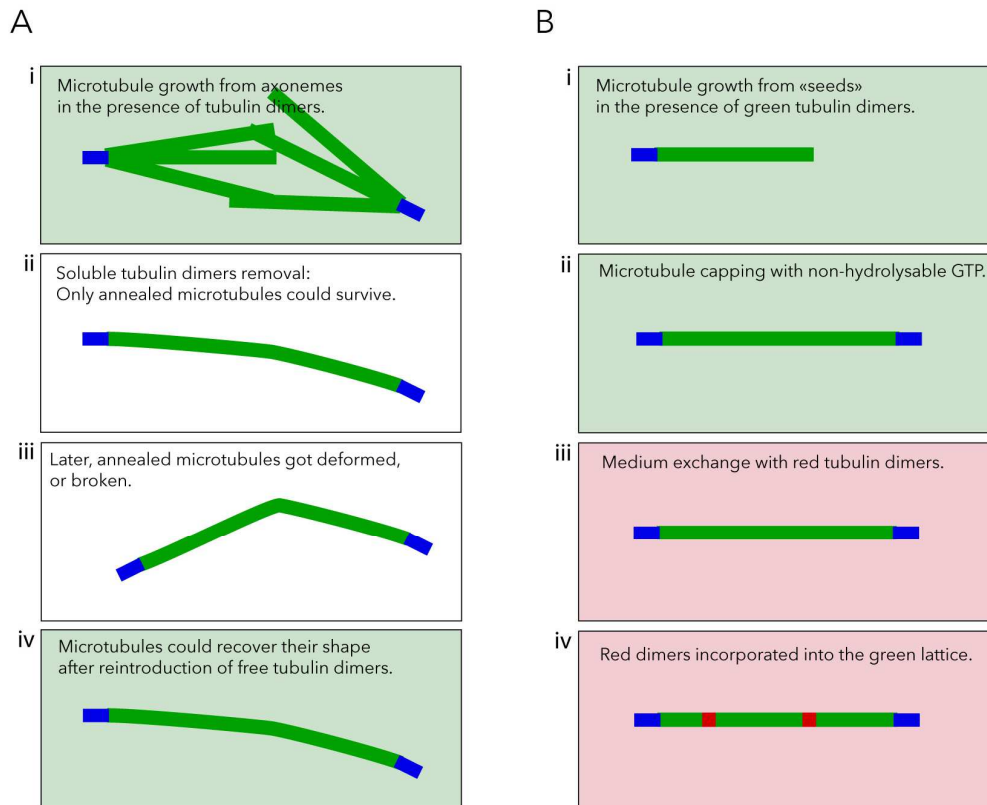 A
i
Microtubule growth from axonemes
in the presence of tubulin dimers.
ii
Soluble tubulin dimers removal:
Only annealed microtubules could survive.
iii
Later, annealed microtubules got deformed,
or broken.
iv
Microtubules could recover their shape
after reintroduction of free tubulin dimers.
B
i
Microtubule growth from «seeds»
in the presence of green tubulin dimers.
ii
Microtubule capping with non-hydrolysable GTP.
iii
Medium exchange with red tubulin dimers.
iv
Red dimers incorporated into the green lattice.